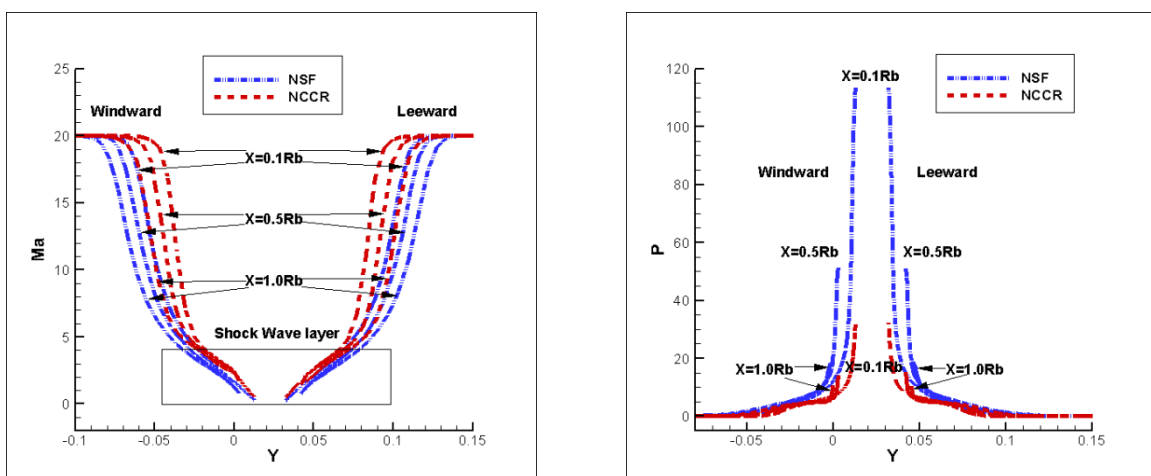 25
20
15
10
5
0
Ma
-0.1
-0.05
0
0.05
0.1
0.15
Y
NSF
NCCR
Windward
Leeward
X=0.1Rb
X=0.5Rb
X=1.0Rb
Shock Wave layer
120
100
80
60
40
20
0
P
-0.05
0
0.05
0.1
0.15
Y
X=0.1Rb
NSF
NCCR
Windward
Leeward
X=0.5Rb
X=0.5Rb
X=1.0Rb
X=0.1Rb
X=1.0Rb